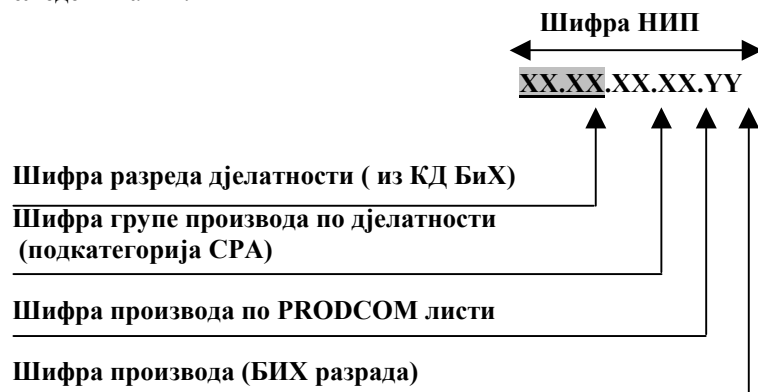 Шифра НИП
XX.XX.XX.XX.YY
Шифра разреда дјелатности ( из КД БиХ)
Шифра групе производа по дјелатности
(подкатегорија CPA)
Шифра производа по PRODCOM листи
Шифра производа (БИХ разрада)